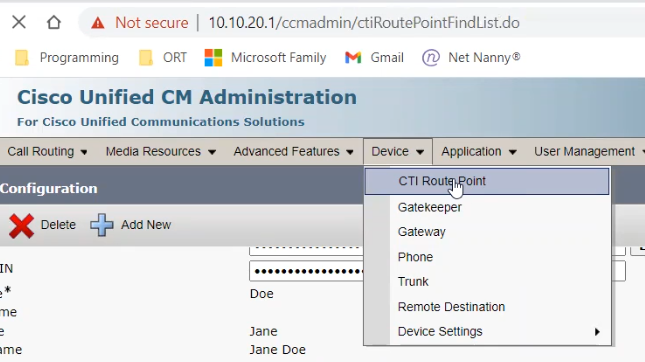 Not secure | 10.10.20.1/ccmadmin/ctiRoutePointFindList.do
Programming ORT Microsoft Family Gmail Net Nanny®
Cisco Unified CM Administration
For Cisco Unified Communications Solutions
Call Routing Media Resources Advanced Features Device Application User Management
Configuration
CTI Route Point
Delete Add New
Gatekeeper
Gateway
Phone
Trunk
Remote Destination
Device Settings
IN ••••••••••••••••
e*
Doe
me
e
Jane
ame
Jane Doe